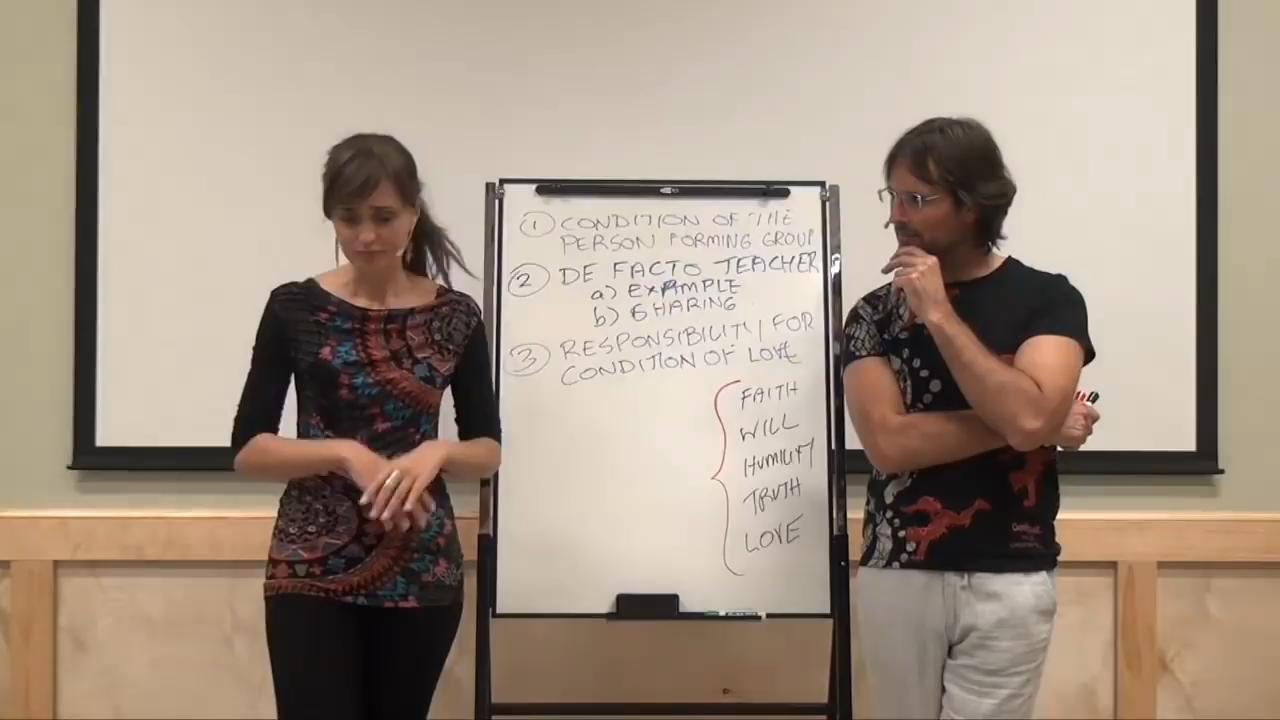 ① CONDITION OF THE
PERSON FORMING GROUP
② DE FACTO TEACHER
a) EXAMPLE
b) SHARING
③ RESPONSIBILITY FOR
CONDITION OF LOVE
FAITH
WILL
HUMILITY
TRUTH
LOVE